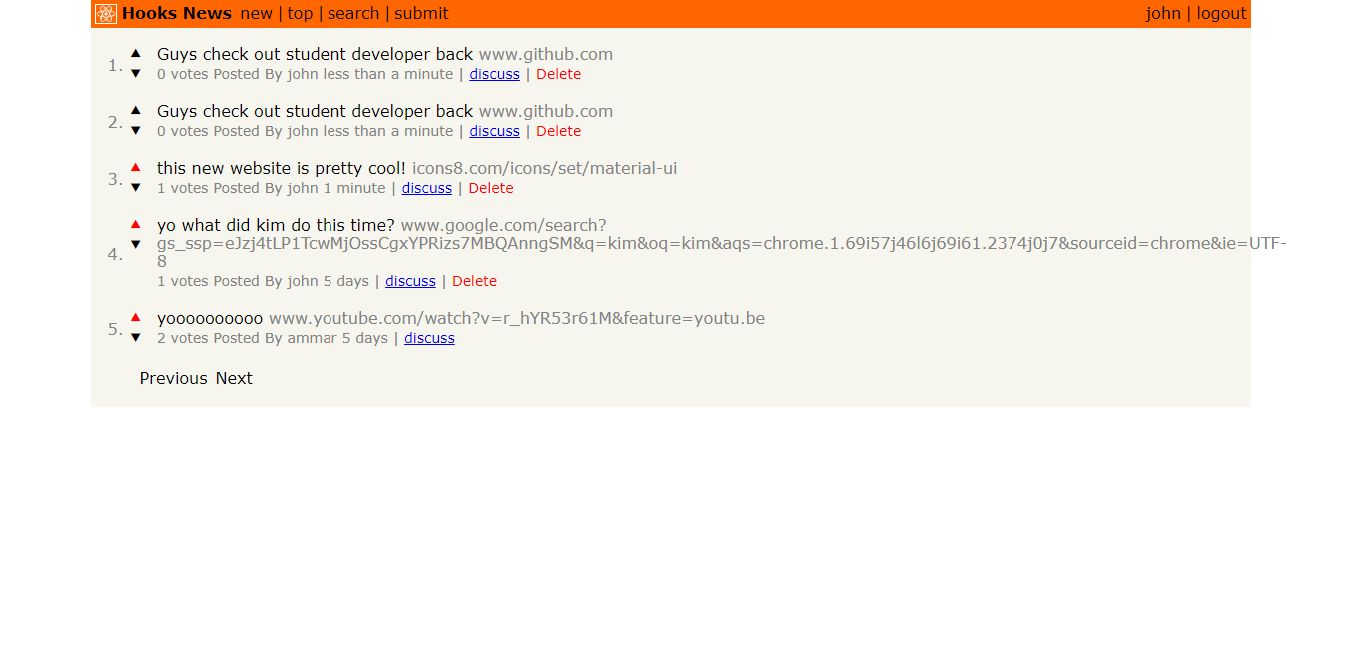 Hooks News new | top | search | submit john | logout
1. ▲ Guys check out student developer back www.github.com
▼ 0 votes Posted By john less than a minute | discuss | Delete
2. ▲ Guys check out student developer back www.github.com
▼ 0 votes Posted By john less than a minute | discuss | Delete
3. ▲ this new website is pretty cool! icons8.com/icons/set/material-ui
▼ 1 votes Posted By john 1 minute | discuss | Delete
4. ▲ yo what did kim do this time? www.google.com/search?
▼ gs_ssp=eJzj4tLP1TcwMjOssCgxYPRizs7MBQAnngSM&q=kim&oq=kim&aqs=chrome.1.69i57j46l6j69i61.2374j0j7&sourceid=chrome&ie=UTF-
8
1 votes Posted By john 5 days | discuss | Delete
5. ▲ yoooooooooo www.youtube.com/watch?v=r_hYR53r61M&feature=youtu.be
▼ 2 votes Posted By ammar 5 days | discuss
Previous Next